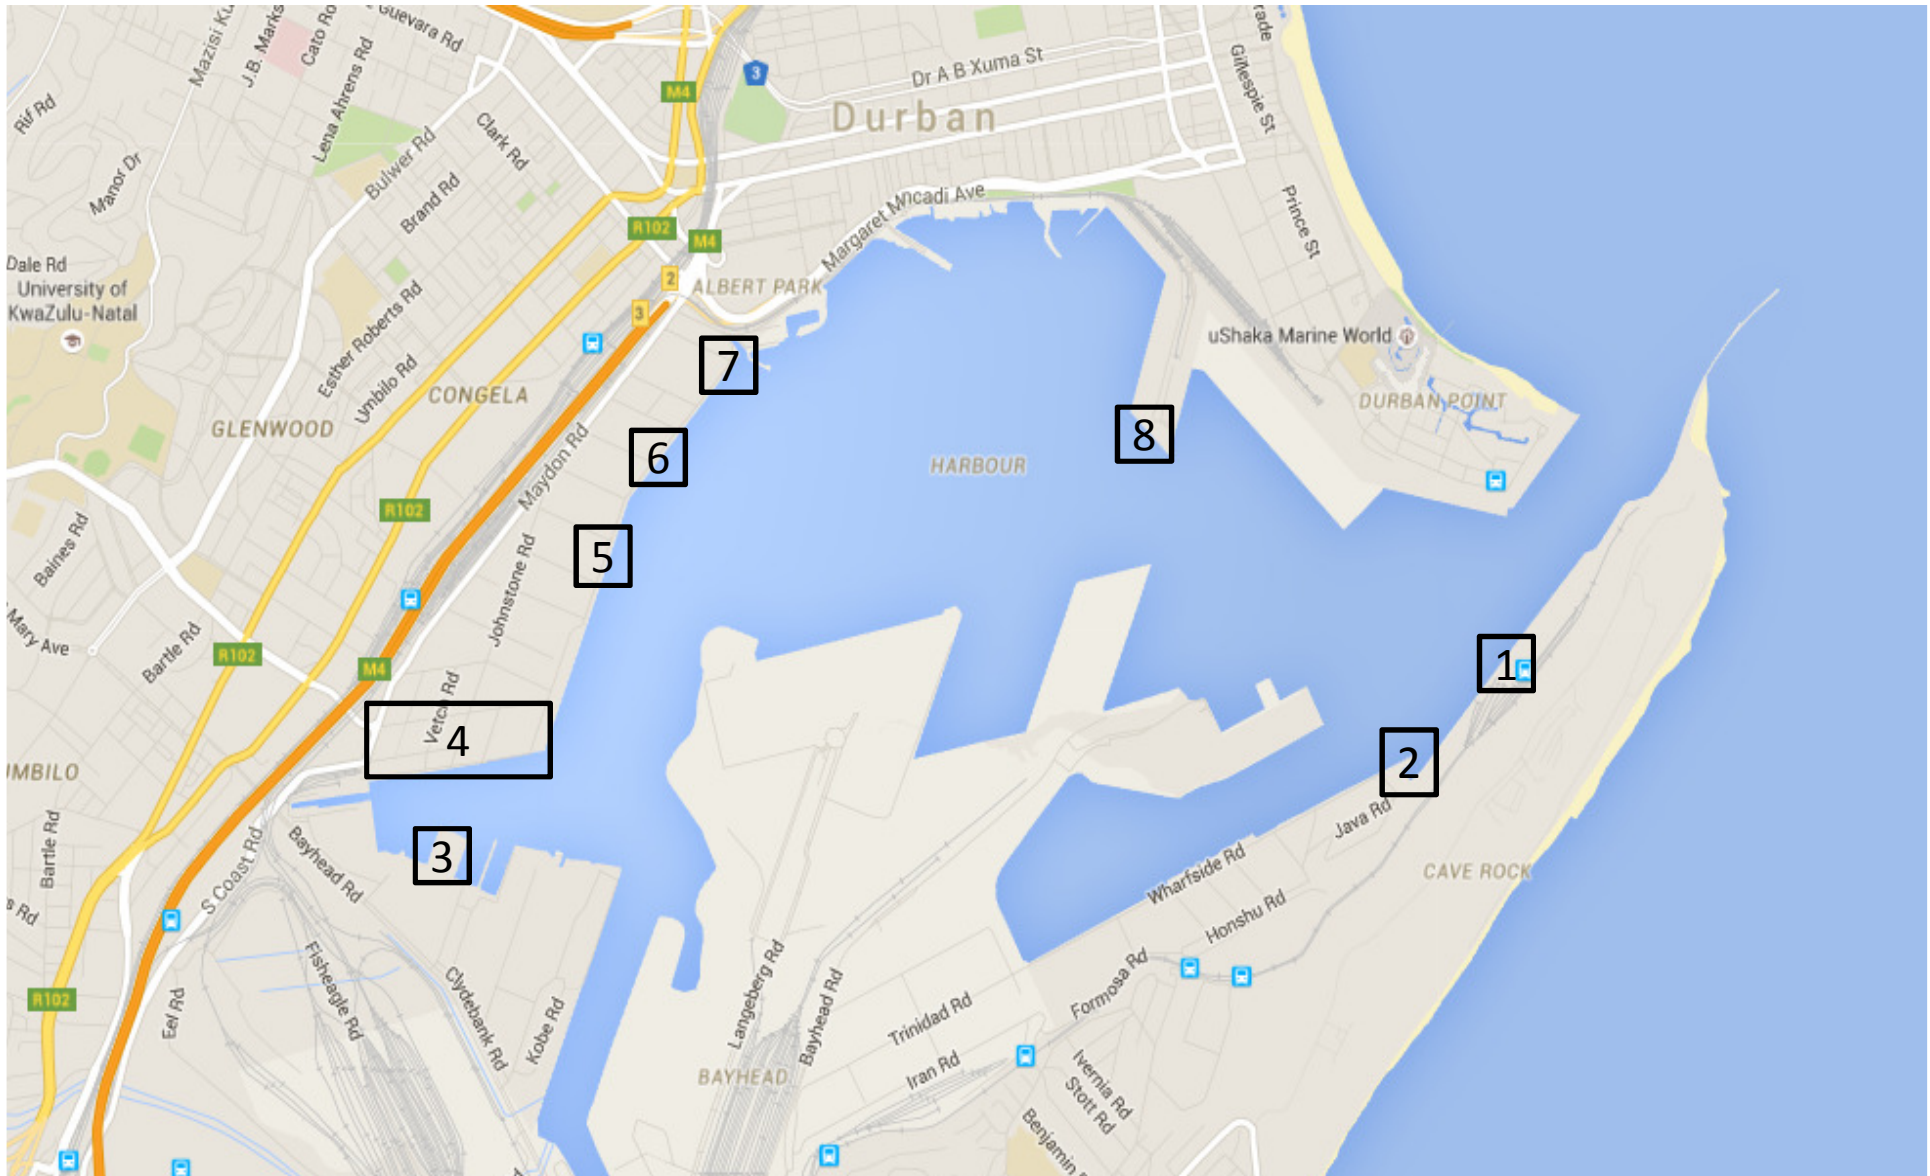 Guevara Rd
Mazisi Ku
J.B. Marks
Cato Ro
Lena Ahrens Rd
Rif Rd
Manor Dr
Bulwer Rd
Clark Rd
Brand Rd
M4
3
Dr A B Xuma St
Durban
Gillespie St
rade
Prince St
Margaret Mncadi Ave
R102
M4
2
3
ALBERT PARK
Dale Rd
University of
KwaZulu-Natal
Esther Roberts Rd
Umbilo Rd
CONGELA
GLENWOOD
uShaka Marine World
DURBAN POINT
7
8
6
HARBOUR
Maydon Rd
R102
5
Baines Rd
Johnstone Rd
Mary Ave
Bartle Rd
R102
M4
1
Vetch Rd
4
2
UMBILO
Java Rd
Bartle Rd
S Coast Rd
Bayhead Rd
3
Wharfside Rd
CAVE ROCK
s Rd
Honshu Rd
R102
Eel Rd
Fisheagle Rd
Clydebank Rd
Kobe Rd
Langeberg Rd
Bayhead Rd
Formosa Rd
Trinidad Rd
Iran Rd
BAYHEAD
Ivernia Rd
Stott Rd
Benjamin